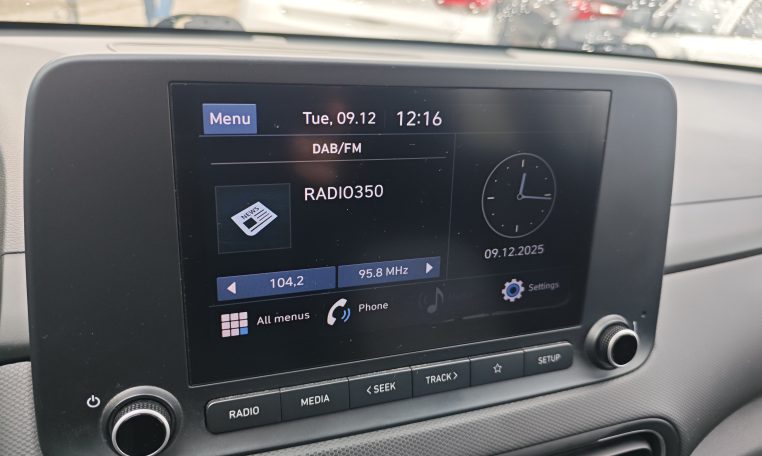 Menu
Tue, 09.12
12:16
DAB/FM
NEWS
RADIO350
09.12.2025
104,2
95.8 MHz
All menus
Phone
Settings
RADIO
MEDIA
< SEEK
TRACK >
☆
SETUP